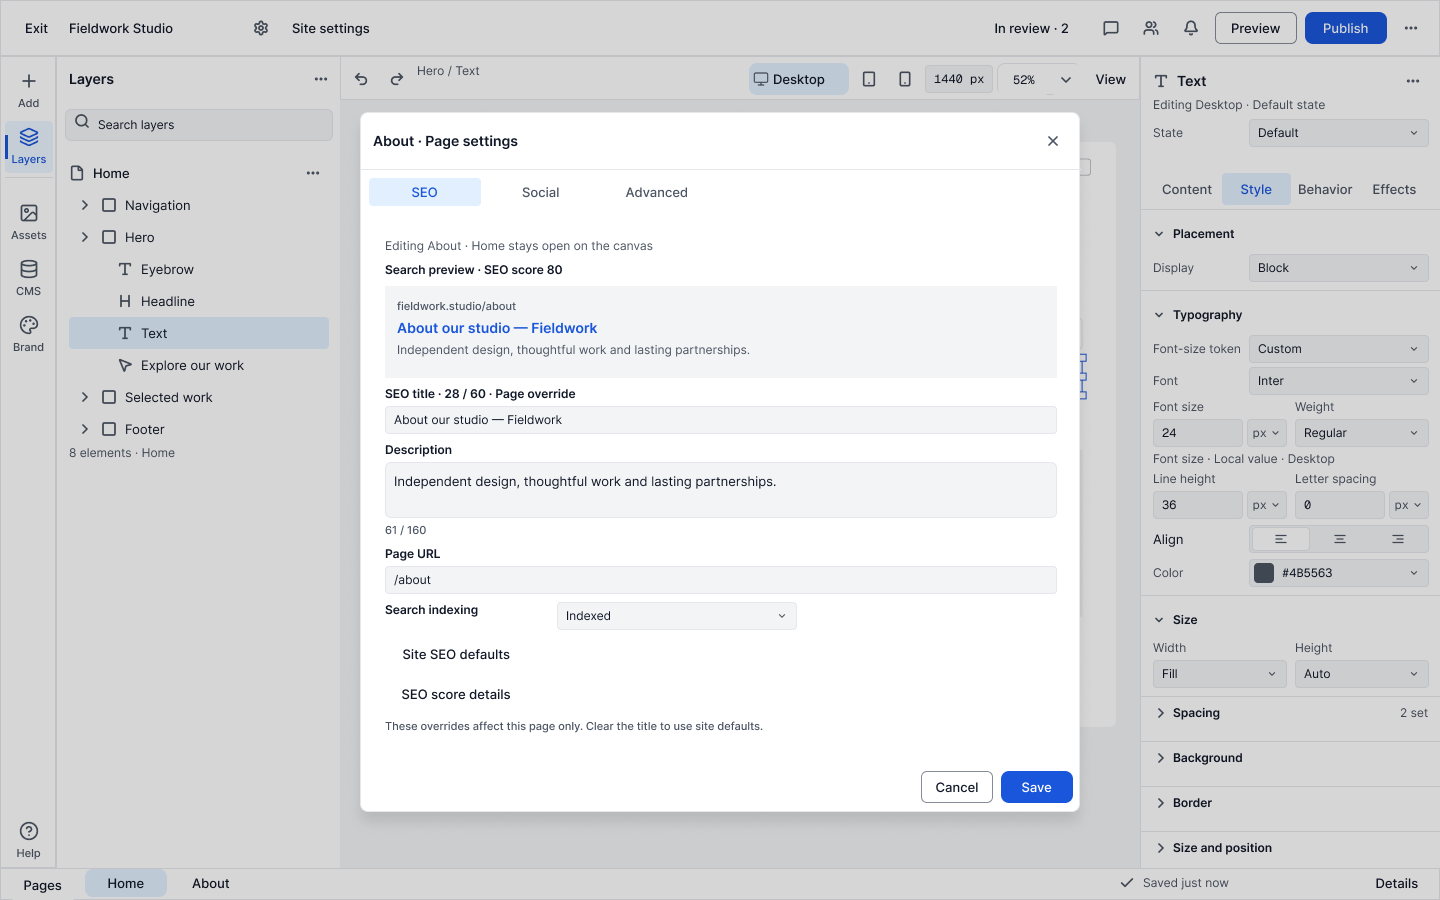 Exit
Fieldwork Studio
Site settings
In review · 2
Preview
Publish
Add
Layers
Assets
CMS
Brand
Help
Layers
Search layers
Home
Navigation
Hero
Eyebrow
Headline
Text
Explore our work
Selected work
Footer
8 elements · Home
Hero / Text
Desktop
1440 px
52%
View
About · Page settings
SEO
Social
Advanced
Editing About · Home stays open on the canvas
Search preview · SEO score 80
fieldwork.studio/about
About our studio — Fieldwork
Independent design, thoughtful work and lasting partnerships.
SEO title · 28 / 60 · Page override
About our studio — Fieldwork
Description
Independent design, thoughtful work and lasting partnerships.
61 / 160
Page URL
/about
Search indexing
Indexed
Site SEO defaults
SEO score details
These overrides affect this page only. Clear the title to use site defaults.
Cancel
Save
Text
Editing Desktop · Default state
State
Default
Content
Style
Behavior
Effects
Placement
Display
Block
Typography
Font-size token
Custom
Font
Inter
Font size
Weight
24
px
Regular
Font size · Local value · Desktop
Line height
Letter spacing
36
px
0
px
Align
Color
#4B5563
Size
Width
Height
Fill
Auto
Spacing
2 set
Background
Border
Size and position
Pages
Home
About
Saved just now
Details